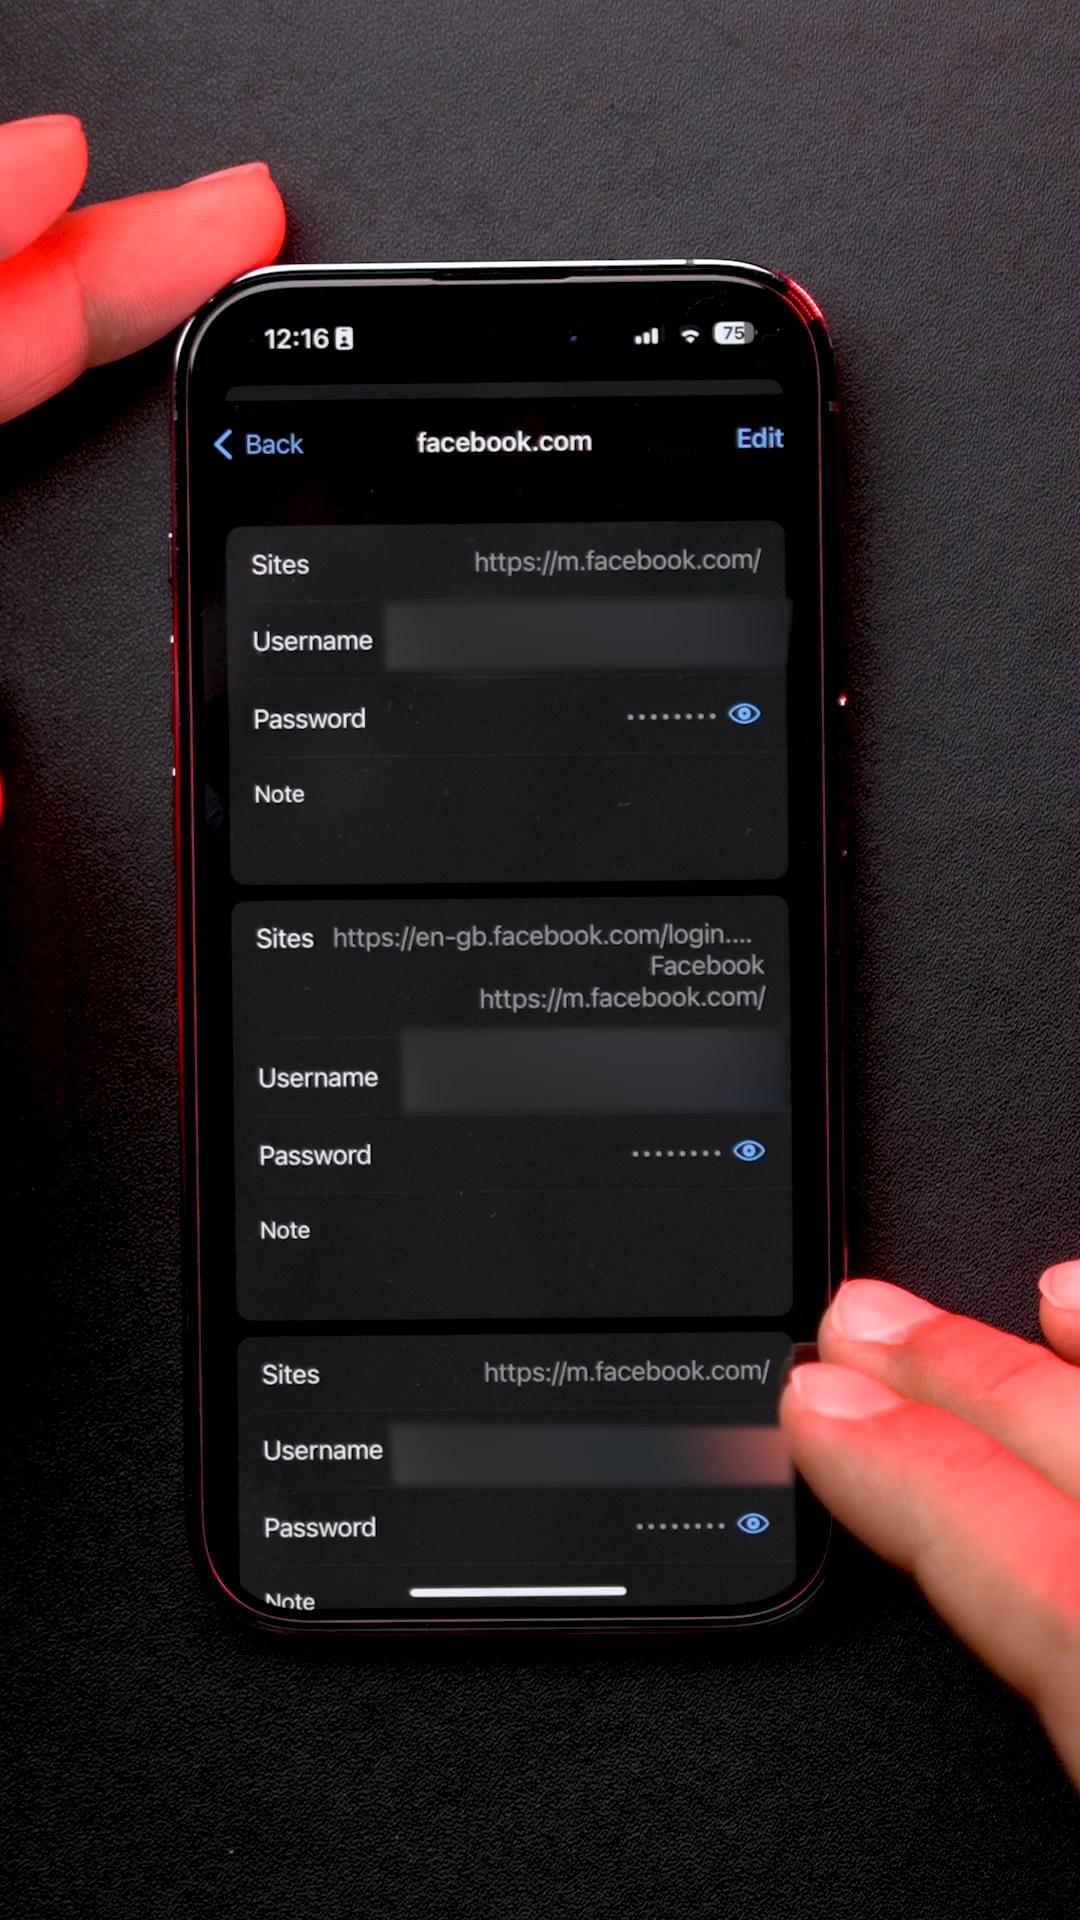 12:16
75
Back facebook.com Edit
Sites https://m.facebook.com/
Username
Password ········
Note
Sites https://en-gb.facebook.com/login....
Facebook
https://m.facebook.com/
Username
Password ········
Note
Sites https://m.facebook.com/
Username
Password ········
Note